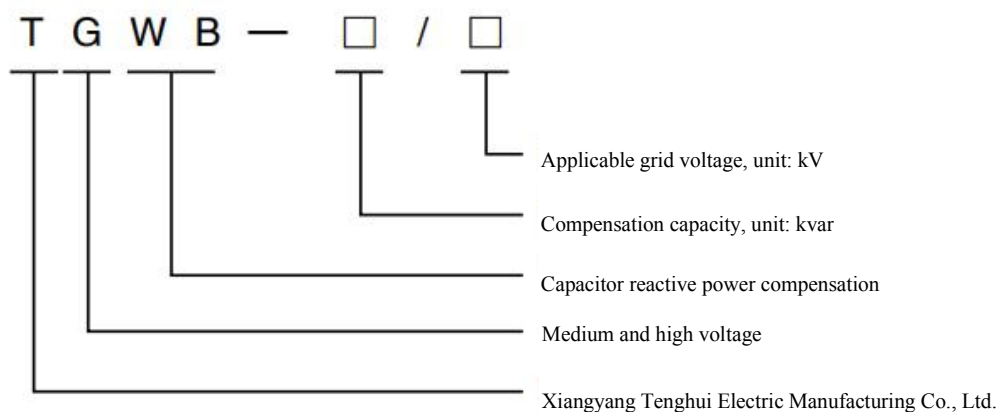 T G W B — □ / □
Applicable grid voltage, unit: kV
Compensation capacity, unit: kvar
Capacitor reactive power compensation
Medium and high voltage
Xiangyang Tenghui Electric Manufacturing Co., Ltd.